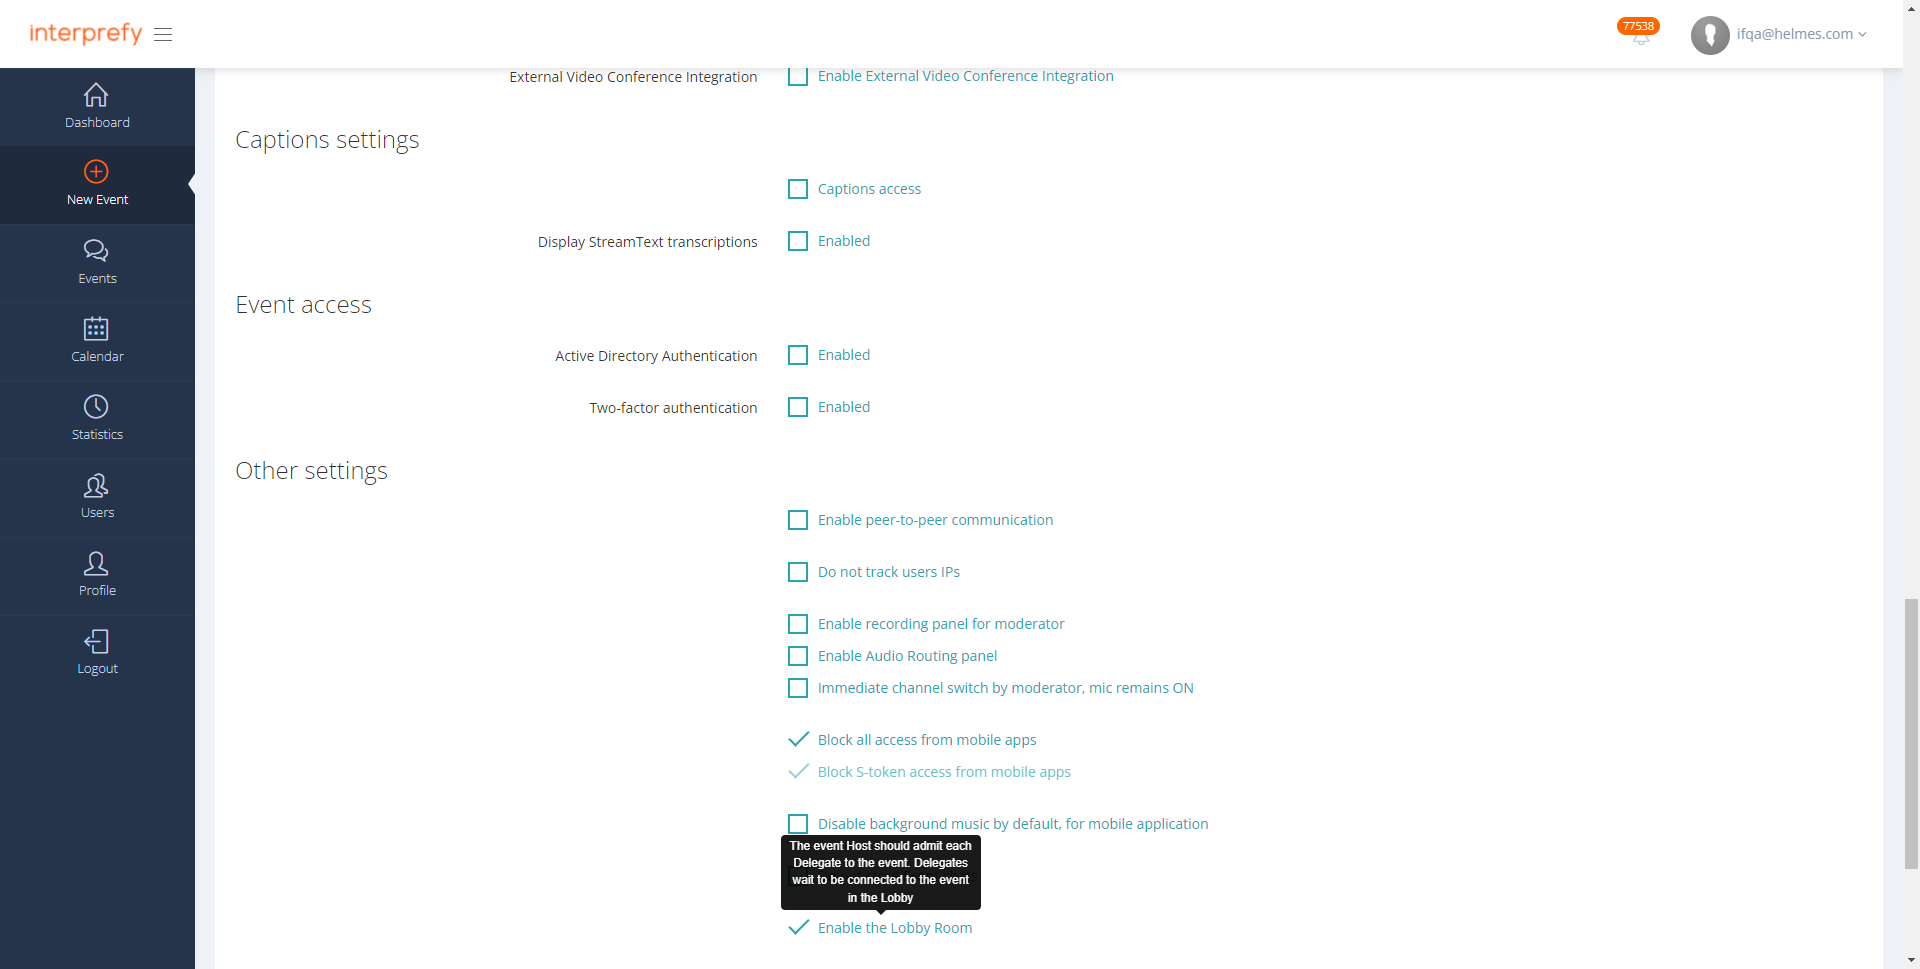 interprefy
77538
ifqa@helmes.com
Dashboard
New Event
Events
Calendar
Statistics
Users
Profile
Logout
External Video Conference Integration Enable External Video Conference Integration
Captions settings
Captions access
Display StreamText transcriptions Enabled
Event access
Active Directory Authentication Enabled
Two-factor authentication Enabled
Other settings
Enable peer-to-peer communication
Do not track users IPs
Enable recording panel for moderator
Enable Audio Routing panel
Immediate channel switch by moderator, mic remains ON
Block all access from mobile apps
Block S-token access from mobile apps
Disable background music by default, for mobile application
The event Host should admit each
Delegate to the event. Delegates
wait to be connected to the event
in the Lobby
Enable the Lobby Room